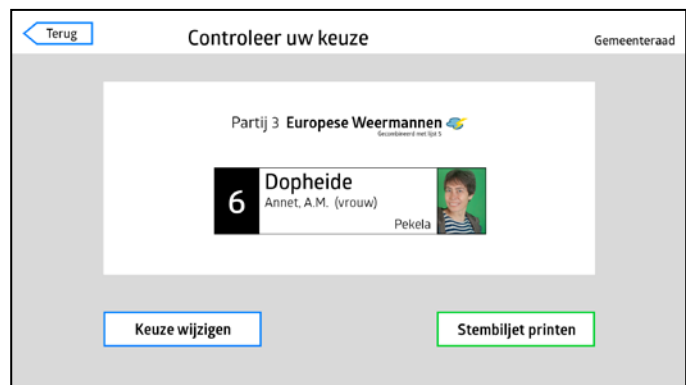 Terug
Controleer uw keuze
Gemeenteraad
Partij 3 Europese Weermannen
Gecombineerd met lijst 5
6
Dopheide
Annet, A.M. (vrouw)
Pekela
Keuze wijzigen
Stembiljet printen